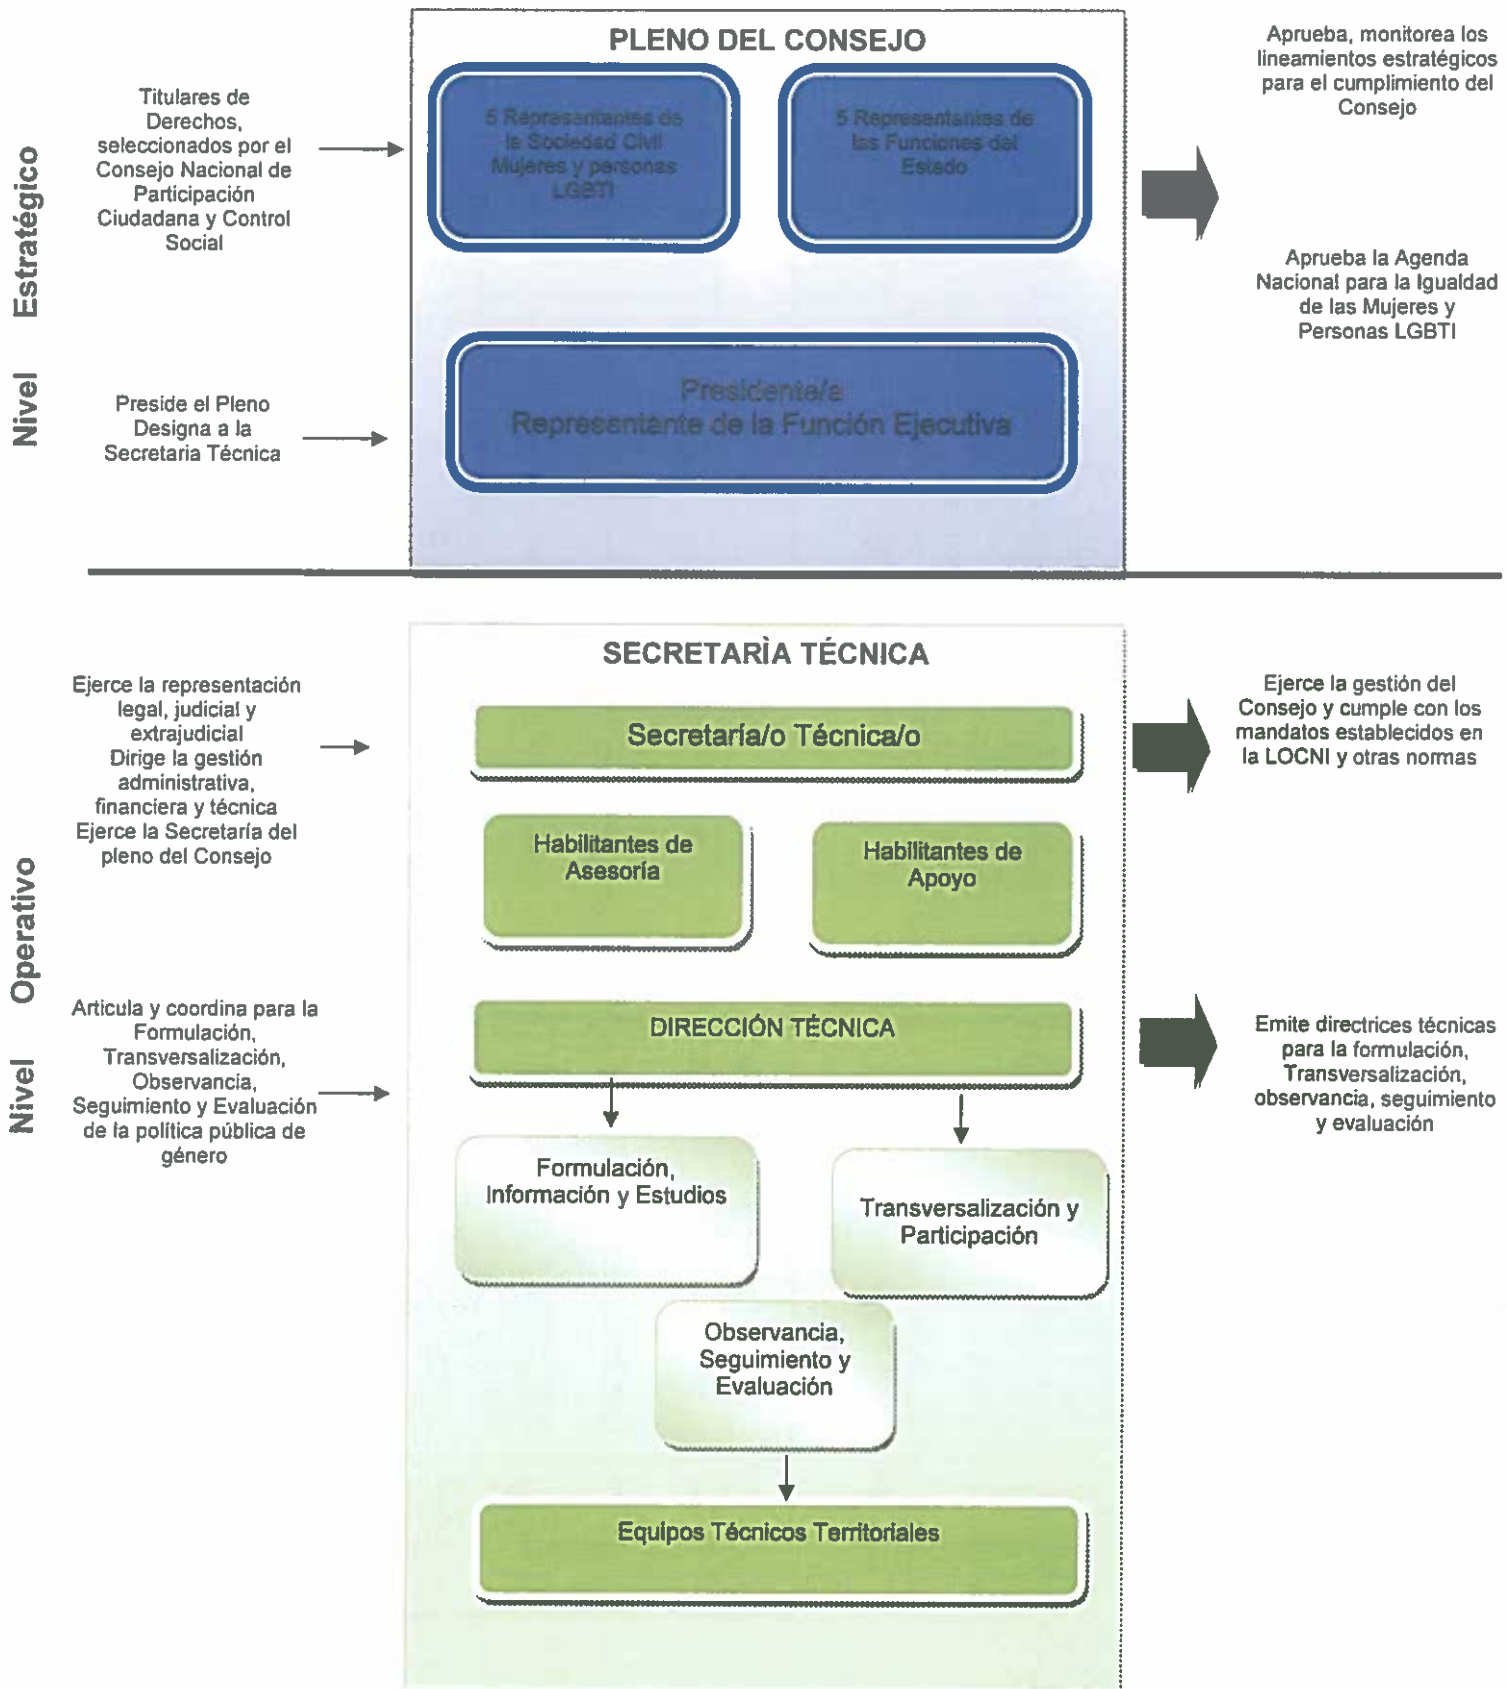 PLENO DEL CONSEJO
Nivel Estratégico
Titulares de
Derechos,
seleccionados por el
Consejo Nacional de
Participación
Ciudadana y Control
Social
5 Representantes de
la Sociedad Civil
Mujeres y personas
LGBTI
5 Representantes de
las Funciones del
Estado
Aprueba, monitorea los
lineamientos estratégicos
para el cumplimiento del
Consejo
Aprueba la Agenda
Nacional para la Igualdad
de las Mujeres y
Personas LGBTI
Preside el Pleno
Designa a la
Secretaria Técnica
Presidente/a
Representante de la Función Ejecutiva
SECRETARÌA TÉCNICA
Nivel Operativo
Ejerce la representación
legal, judicial y
extrajudicial
Dirige la gestión
administrativa,
financiera y técnica
Ejerce la Secretaría del
pleno del Consejo
Secretaría/o Técnica/o
Ejerce la gestión del
Consejo y cumple con los
mandatos establecidos en
la LOCNI y otras normas
Habilitantes de
Asesoría
Habilitantes de
Apoyo
Articula y coordina para la
Formulación,
Transversalización,
Observancia,
Seguimiento y Evaluación
de la política pública de
género
DIRECCIÓN TÉCNICA
Emite directrices técnicas
para la formulación,
Transversalización,
observancia, seguimiento
y evaluación
Formulación,
Información y Estudios
Transversalización y
Participación
Observancia,
Seguimiento y
Evaluación
Equipos Técnicos Territoriales